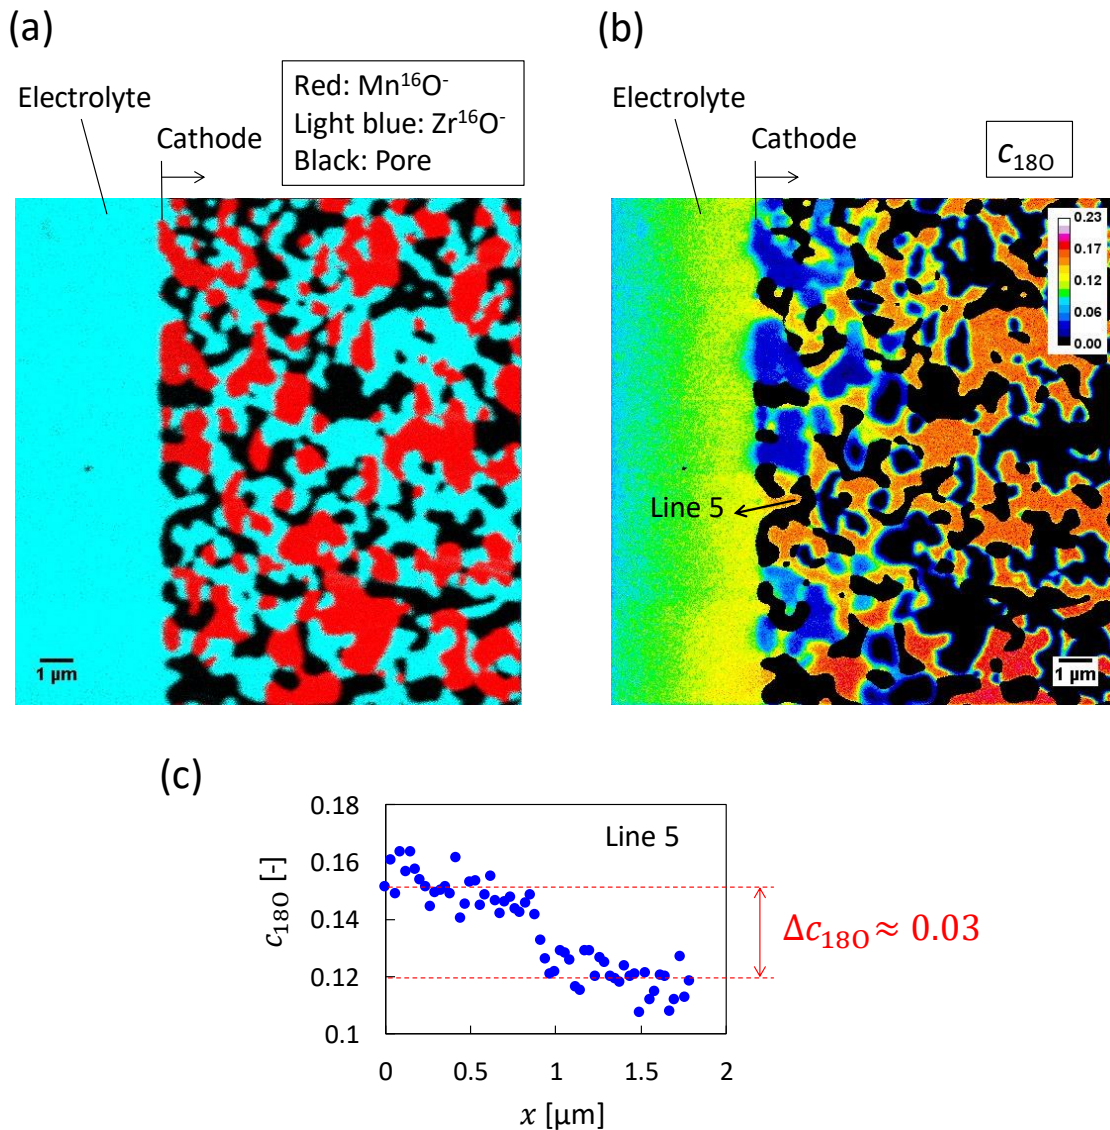 (a)
Electrolyte
Cathode
Red: Mn¹⁶O⁻
Light blue: Zr¹⁶O⁻
Black: Pore
1 µm
(b)
Electrolyte
Cathode
c₁₈O
0.23
0.17
0.12
0.06
0.00
Line 5
1 µm
(c)
0.18
0.16
0.14
0.12
0.1
c₁₈O [-]
Line 5
Δc₁₈O ≈ 0.03
0
0.5
1
1.5
2
x [µm]